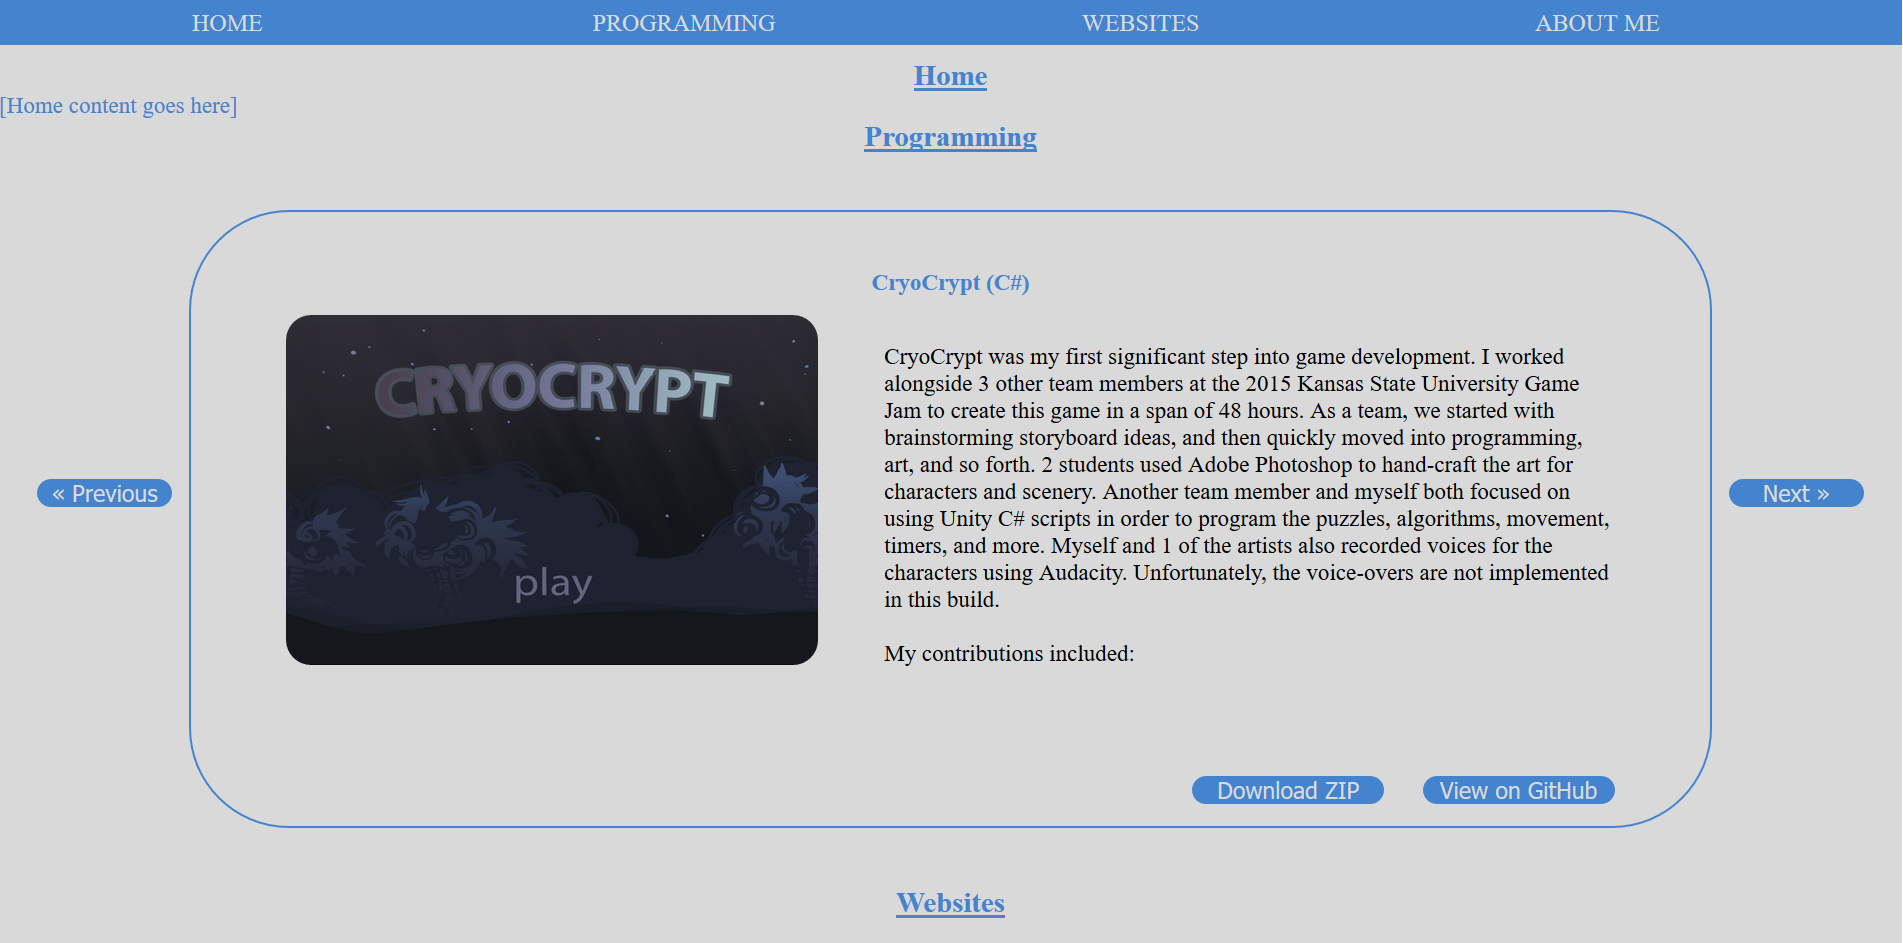 HOME PROGRAMMING WEBSITES ABOUT ME
Home
[Home content goes here]
Programming
CryoCrypt (C#)
CRYOCRYPT
play
CryoCrypt was my first significant step into game development. I worked
alongside 3 other team members at the 2015 Kansas State University Game
Jam to create this game in a span of 48 hours. As a team, we started with
brainstorming storyboard ideas, and then quickly moved into programming,
art, and so forth. 2 students used Adobe Photoshop to hand-craft the art for
characters and scenery. Another team member and myself both focused on
using Unity C# scripts in order to program the puzzles, algorithms, movement,
timers, and more. Myself and 1 of the artists also recorded voices for the
characters using Audacity. Unfortunately, the voice-overs are not implemented
in this build.
My contributions included:
« Previous
Next »
Download ZIP
View on GitHub
Websites